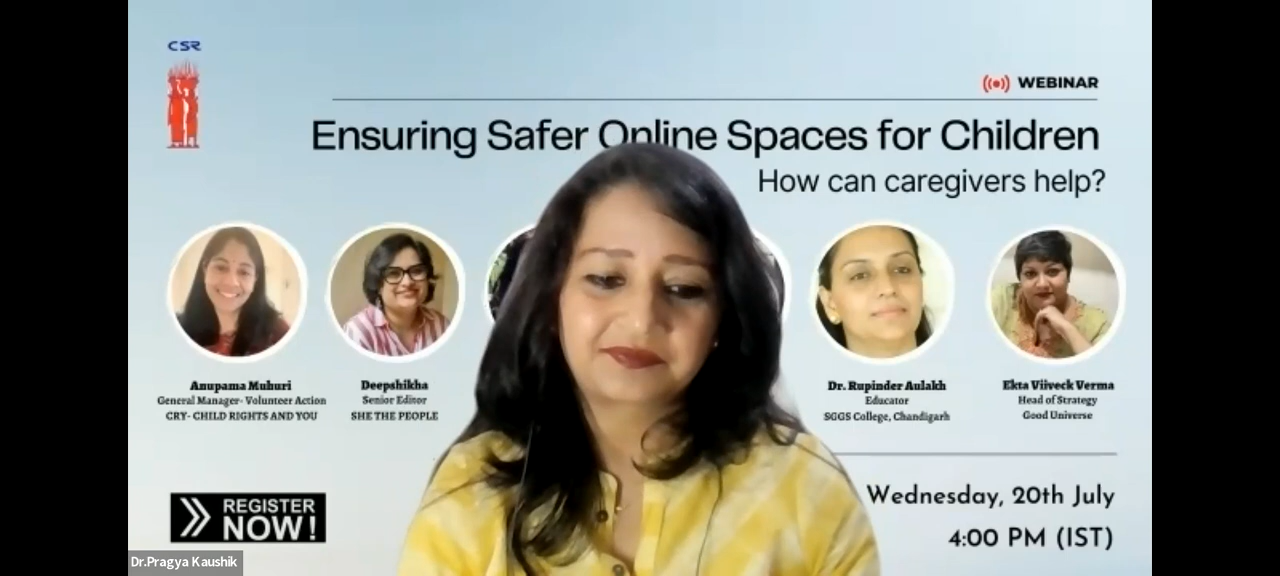 CSR
WEBINAR
Ensuring Safer Online Spaces for Children
How can caregivers help?
Anupama Muhuri
General Manager- Volunteer Action
CRY- CHILD RIGHTS AND YOU
Deepshikha
Senior Editor
SHE THE PEOPLE
Dr. Rupinder Aulakh
Educator
SGGS College, Chandigarh
Ekta Viiveck Verma
Head of Strategy
Good Universe
REGISTER
NOW!
Wednesday, 20th July
4:00 PM (IST)
Dr.Pragya Kaushik